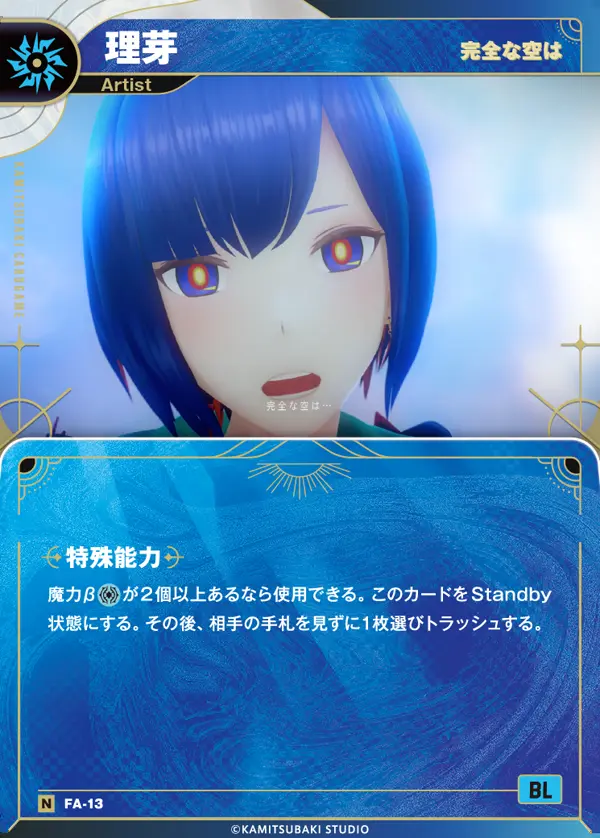 理芽
完全な空は
Artist
KAMITSUBAKI CARDGAME
完全な空は…
特殊能力
魔力βが2個以上あるなら使用できる。このカードをStandby
状態にする。その後、相手の手札を見ずに1枚選びトラッシュする。
BL
N FA-13
©KAMITSUBAKI STUDIO